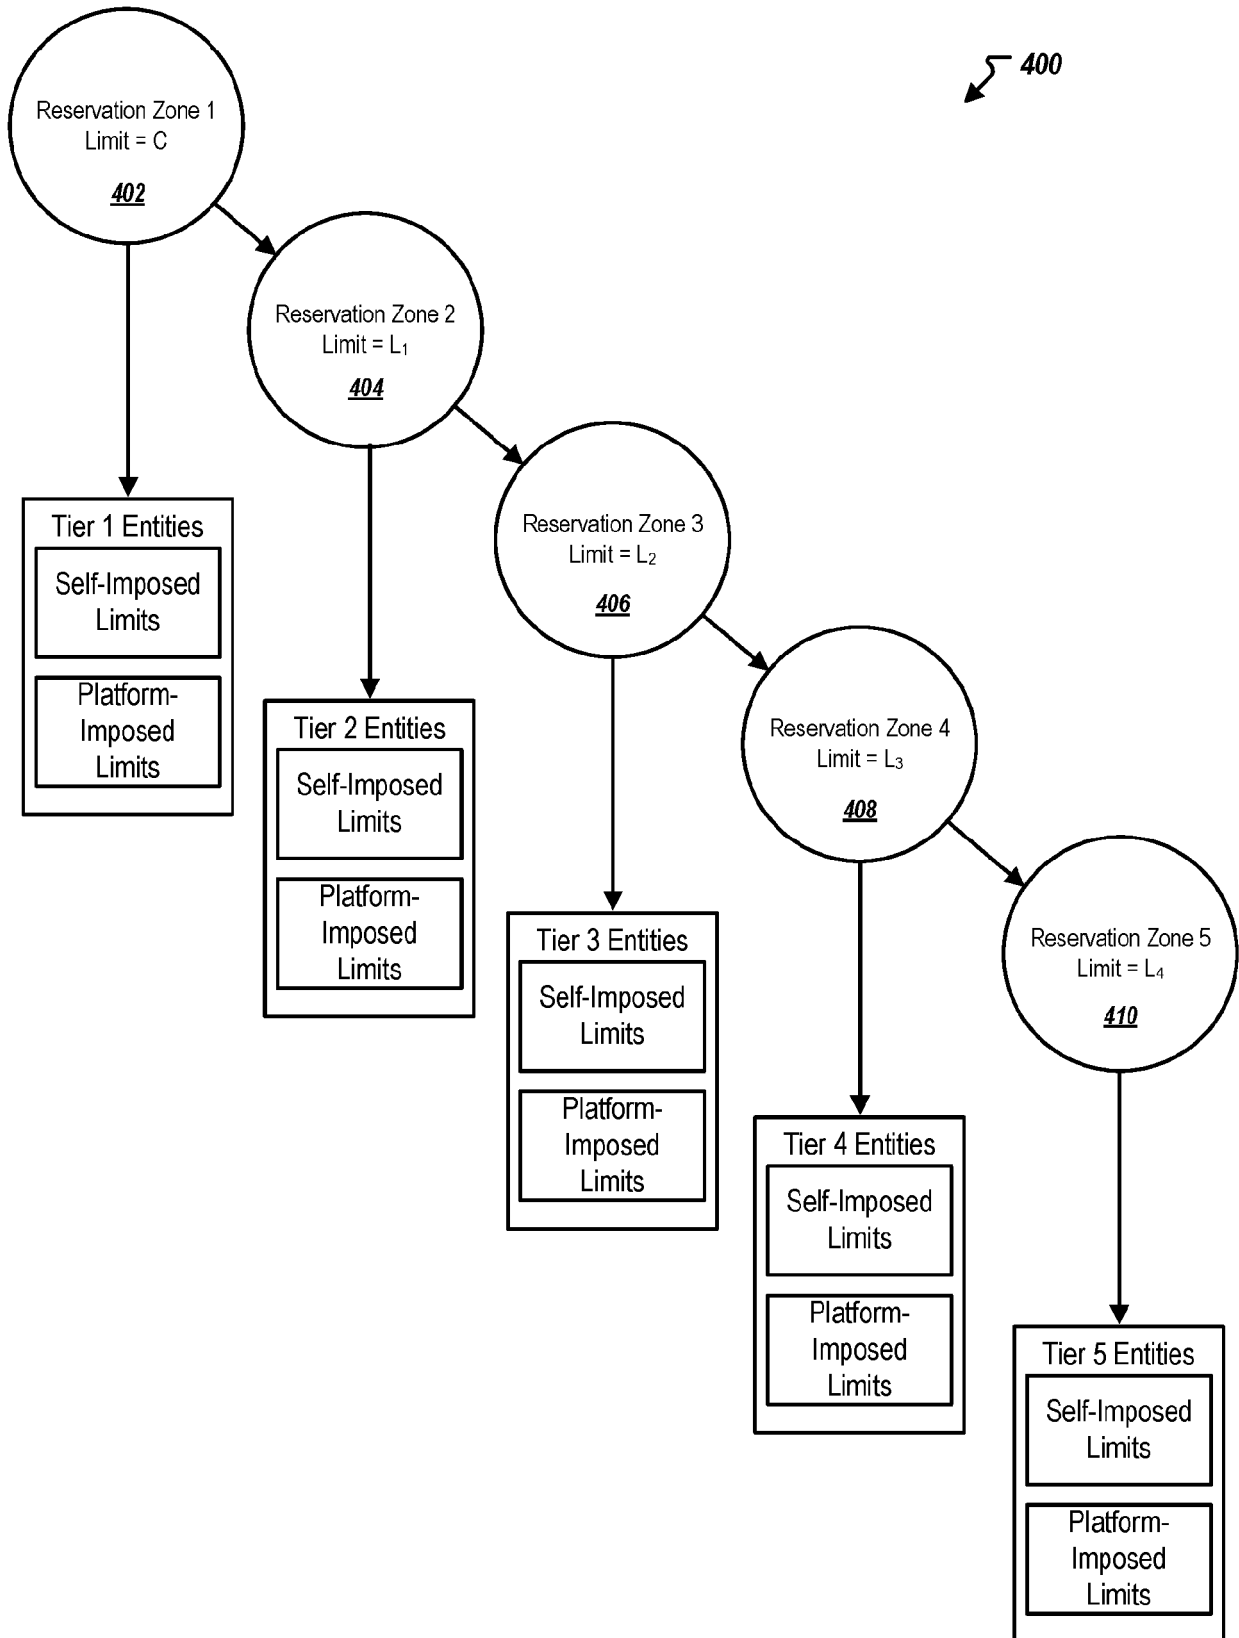 400
Reservation Zone 1
Limit = C
402
Reservation Zone 2
Limit = L₁
404
Reservation Zone 3
Limit = L₂
406
Reservation Zone 4
Limit = L₃
408
Reservation Zone 5
Limit = L₄
410
Tier 1 Entities
Self-Imposed
Limits
Platform-
Imposed
Limits
Tier 2 Entities
Self-Imposed
Limits
Platform-
Imposed
Limits
Tier 3 Entities
Self-Imposed
Limits
Platform-
Imposed
Limits
Tier 4 Entities
Self-Imposed
Limits
Platform-
Imposed
Limits
Tier 5 Entities
Self-Imposed
Limits
Platform-
Imposed
Limits